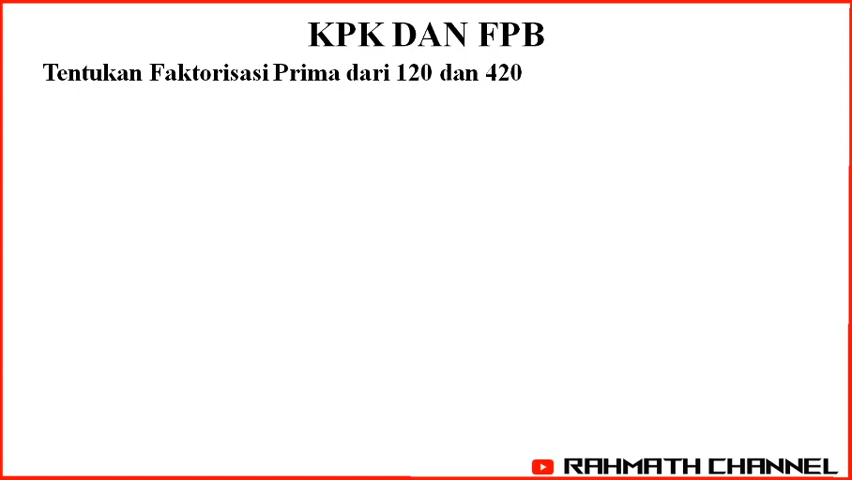 KPK DAN FPB
Tentukan Faktorisasi Prima dari 120 dan 420
RAHMATH CHANNEL